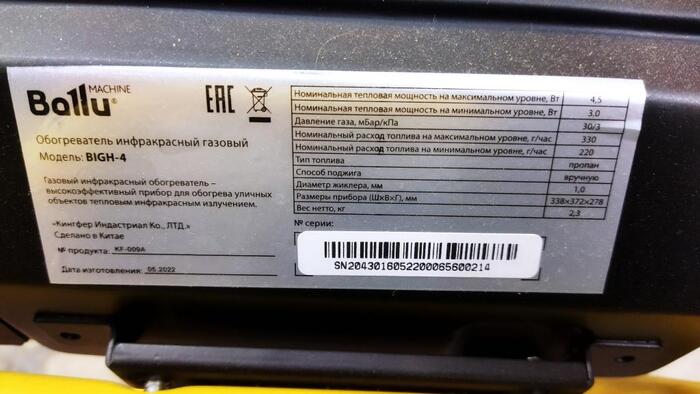 MACHINE
Ballu®
EAC
Обогреватель инфракрасный газовый
Модель: BIGH-4
Газовый инфракрасный обогреватель –
высокоэффективный прибор для обогрева уличных
объектов тепловым инфракрасным излучением.
«Кингфер Индастриал Ко., ЛТД.»
Сделано в Китае
№ продукта: KF-009A
Дата изготовления: 05.2022
Номинальная тепловая мощность на максимальном уровне, Вт 4,5
Номинальная тепловая мощность на минимальном уровне, Вт 3,0
Давление газа, мБар/кПа 30/3
Номинальный расход топлива на максимальном уровне, г/час 330
Номинальный расход топлива на минимальном уровне, г/час 220
Тип топлива пропан
Способ поджига вручную
Диаметр жиклера, мм 1,0
Размеры прибора (Ш×В×Г), мм 338×372×278
Вес нетто, кг 2,3
№ серии:
SN2043016052200065600214